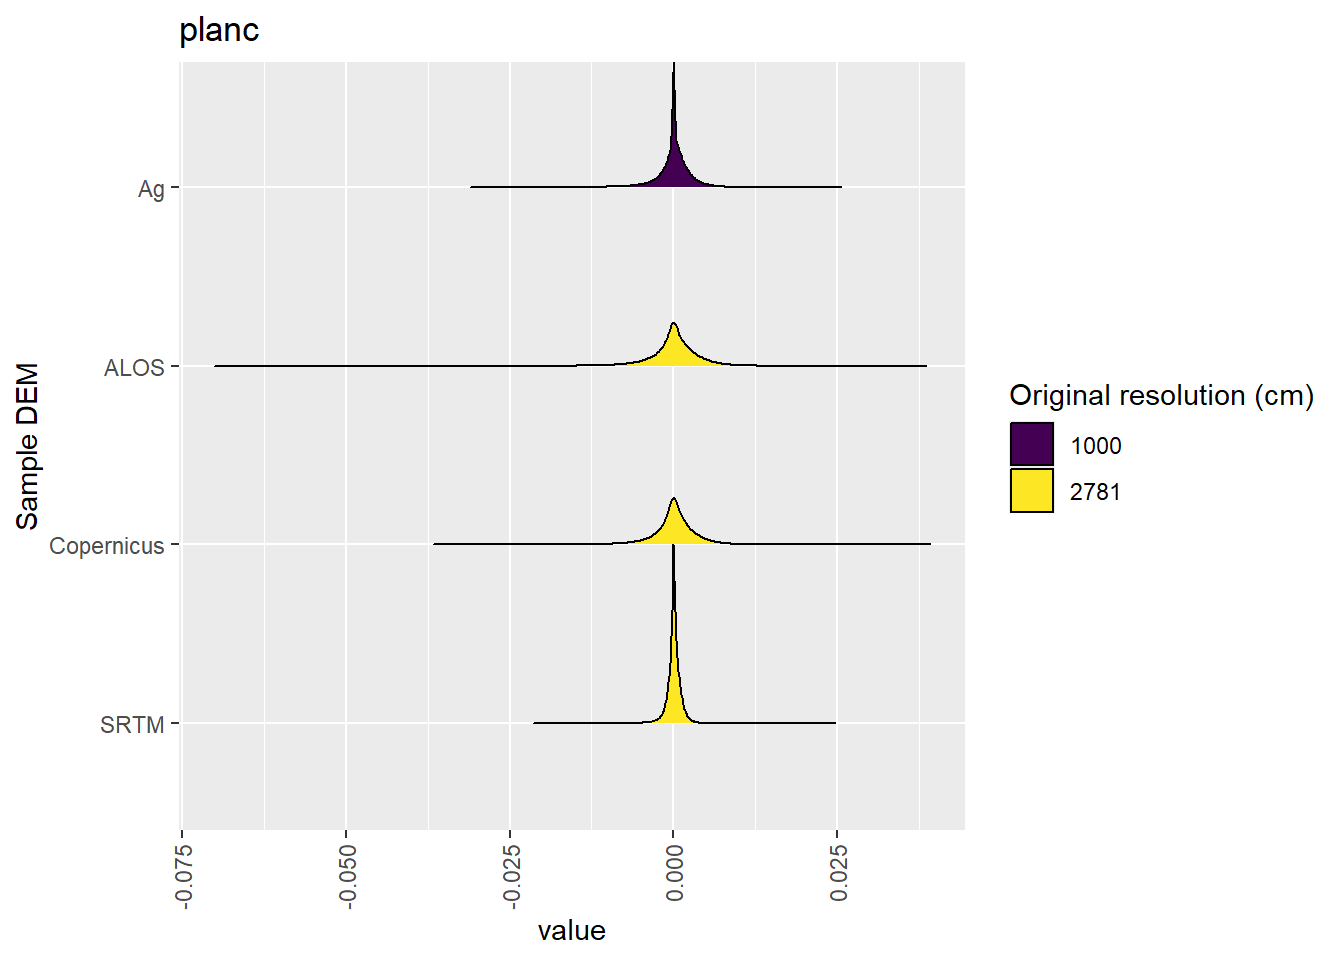 planc
Sample DEM
Ag
ALOS
Copernicus
SRTM
-0.075
-0.050
-0.025
0.000
0.025
value
Original resolution (cm)
1000
2781